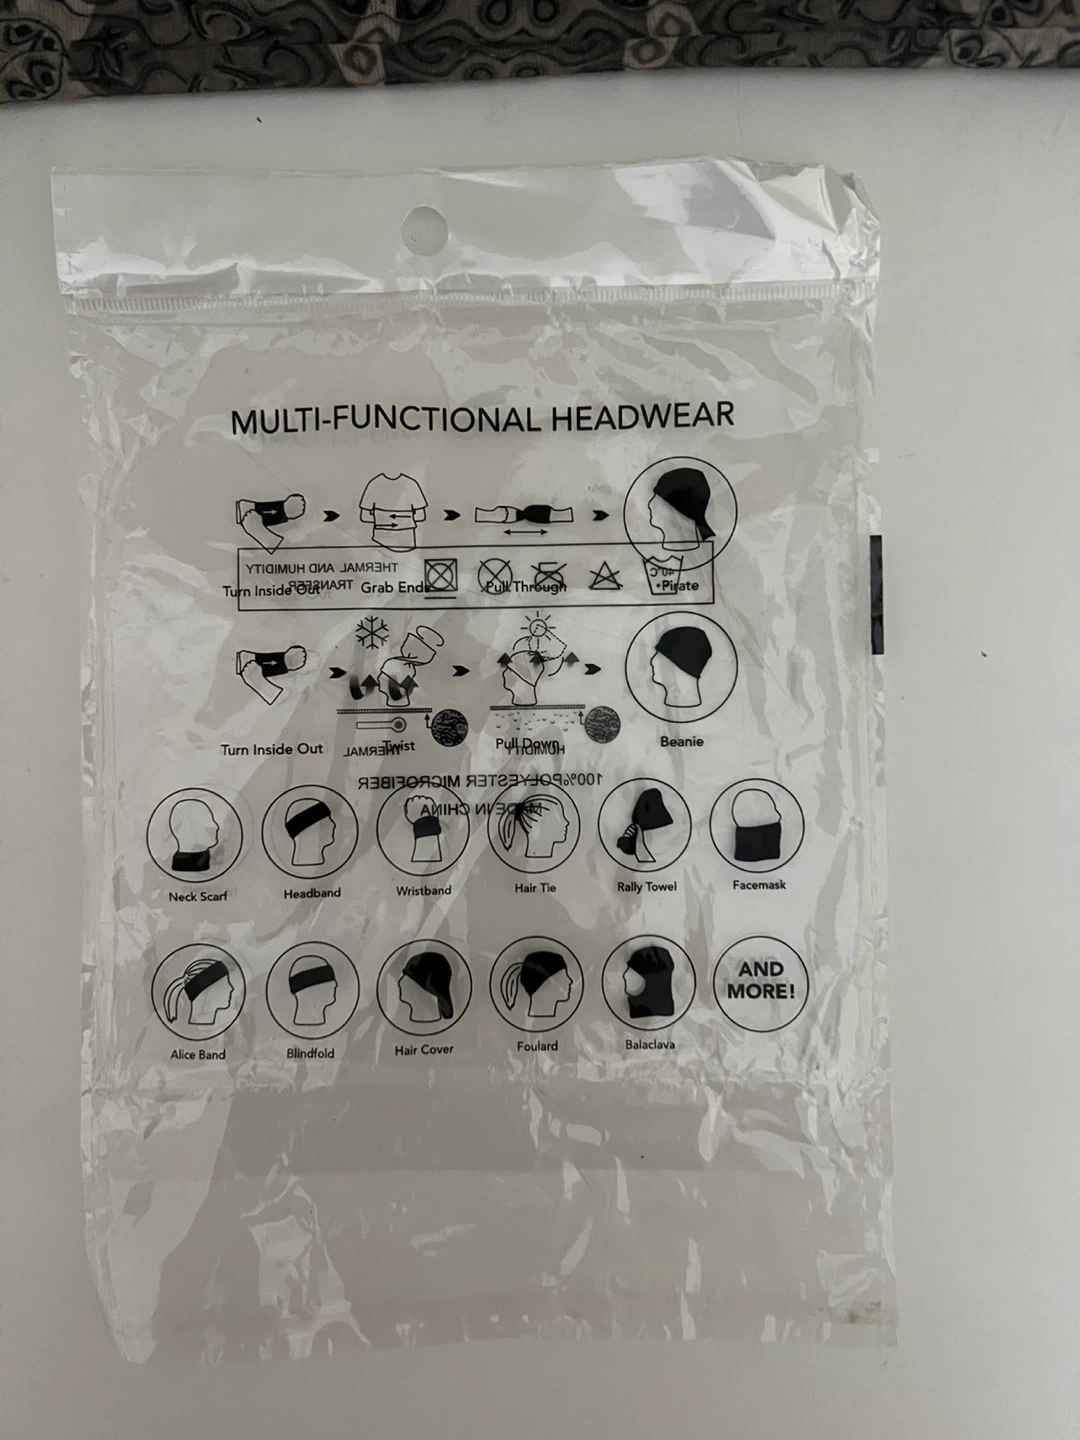 MULTI-FUNCTIONAL HEADWEAR
THERMAL AND HUMIDITY
TRANSFER
40°C
Turn Inside Out
Grab Ends
Pull Through
Pirate
Turn Inside Out
Twist
Pull Down
Beanie
THERMAL
HUMIDITY
100%POLYESTER MICROFIBER
MADE IN CHINA
Neck Scarf
Headband
Wristband
Hair Tie
Rally Towel
Facemask
Alice Band
Blindfold
Hair Cover
Foulard
Balaclava
AND
MORE!